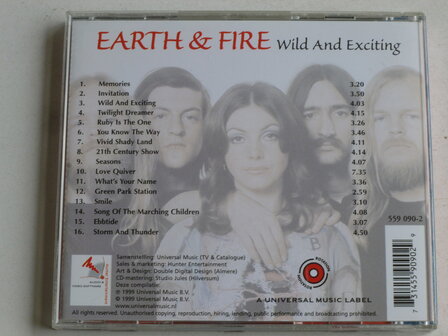 EARTH & FIRE Wild And Exciting
1. Memories 3.20
2. Invitation 3.50
3. Wild And Exciting 4.03
4. Twilight Dreamer 4.15
5. Ruby Is The One 3.26
6. You Know The Way 3.46
7. Vivid Shady Land 4.11
8. 21th Century Show 4.14
9. Seasons 4.07
10. Love Quiver 7.35
11. What's Your Name 3.36
12. Green Park Station 2.59
13. Smile 3.10
14. Song Of The Marching Children 4.08
15. Ebbtide 3.07
16. Storm And Thunder 4.50
559 090-2
Samenstelling: Universal Music (TV & Catalogue)
Sales & marketing: Hunter Entertainment
Art & Design: Double Digital Design (Almere)
CD-mastering: Studio Jules (Hilversum)
Deze compilatie:
℗ 1999 Universal Music B.V.
© 1999 Universal Music B.V.
www.universalmusic.nl
POLYDOR
A UNIVERSAL MUSIC LABEL
7 31455 90902 9
All rights reserved. Unauthorised copying, reproduction, hiring, lending, public performance and broadcasting prohibited.